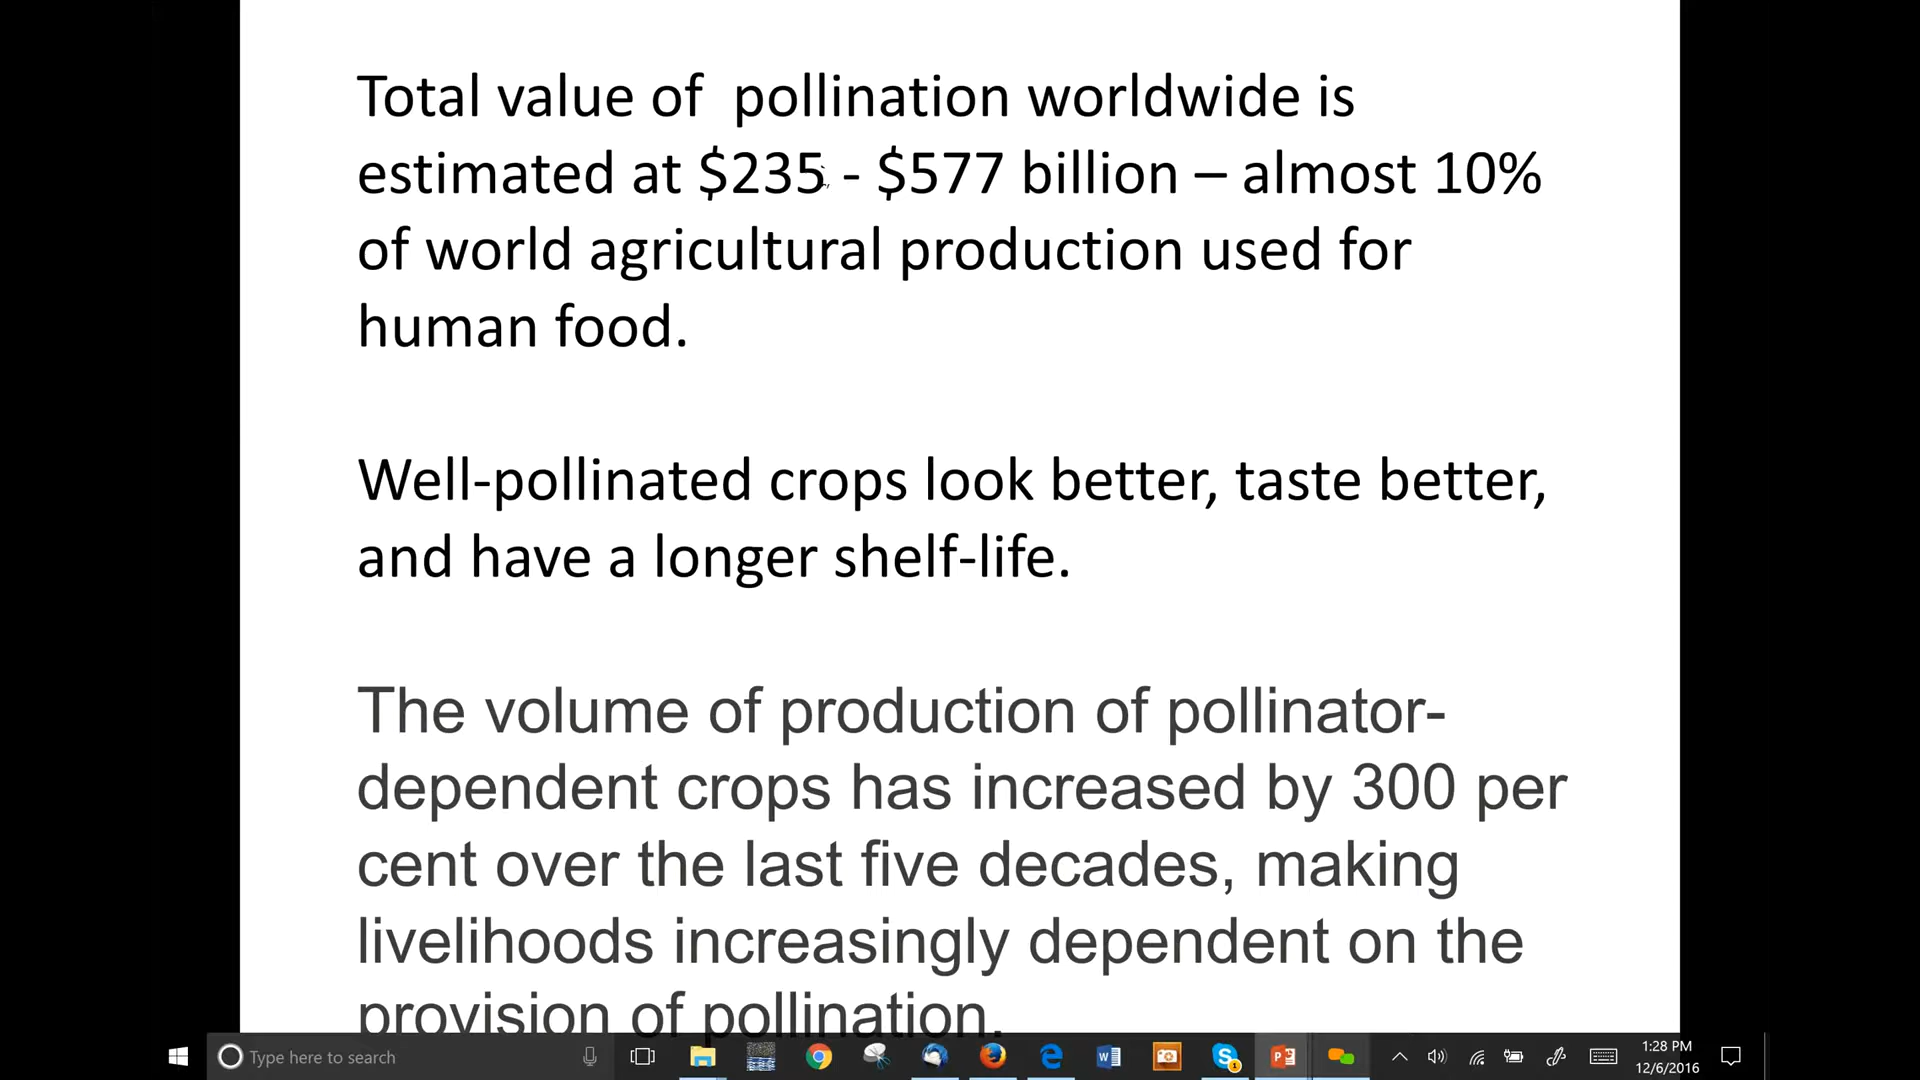 Total value of  pollination worldwide is
estimated at $235 - $577 billion – almost 10%
of world agricultural production used for
human food.
Well-pollinated crops look better, taste better,
and have a longer shelf-life.
The volume of production of pollinator-
dependent crops has increased by 300 per
cent over the last five decades, making
livelihoods increasingly dependent on the
provision of pollination.
Type here to search
1:28 PM
12/6/2016